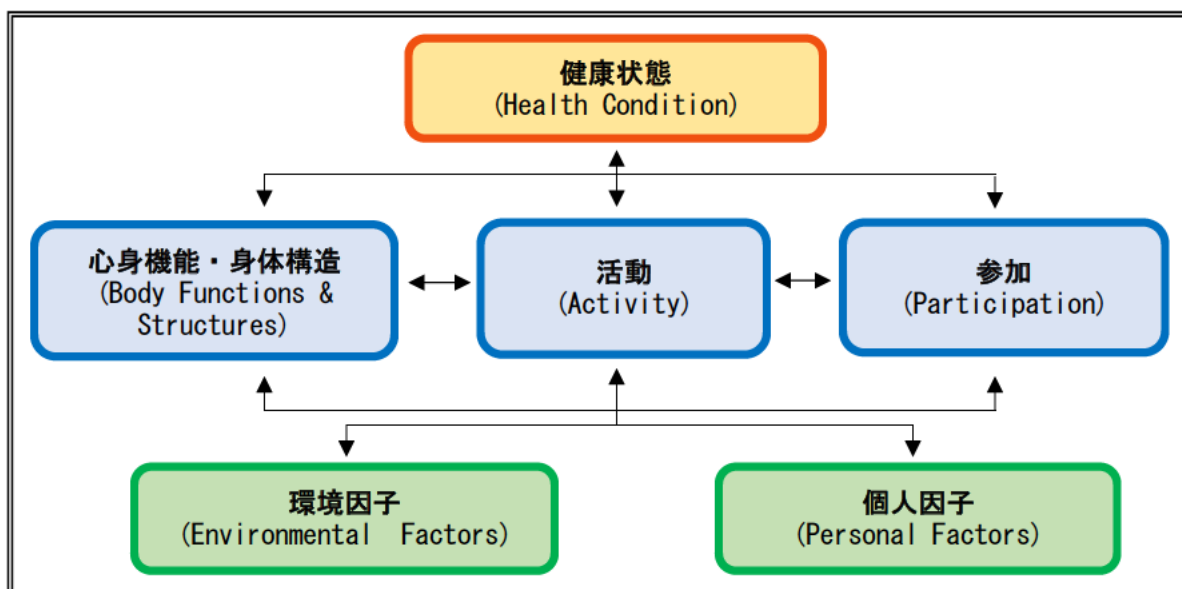 健康状態
(Health Condition)
心身機能・身体構造
(Body Functions &
Structures)
活動
(Activity)
参加
(Participation)
環境因子
(Environmental Factors)
個人因子
(Personal Factors)